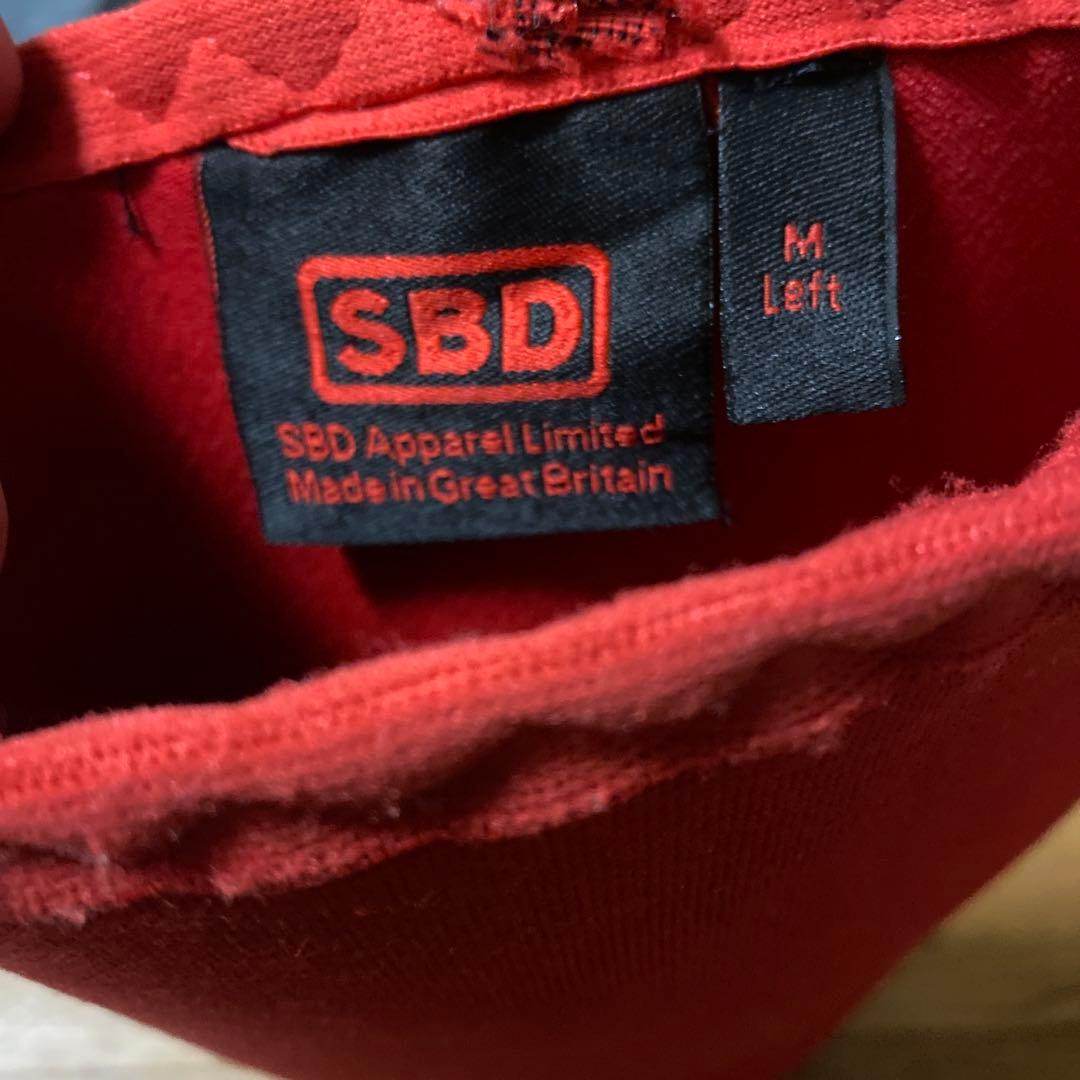 SBD
SBD Apparel Limited
Made in Great Britain
M
Left